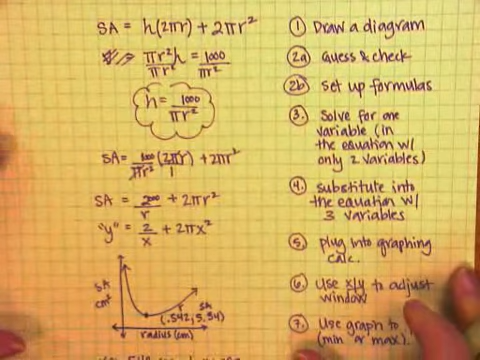 SA = h(2πr) + 2πr²
πr²h = 1000
πr² πr²
h = 1000
πr²
SA = 1000 (2πr) + 2πr²
πr² 1
SA = 2000 + 2πr²
r
"y" = 2 + 2πx²
x
SA
cm²
r SA
(.542, 5.54)
radius (cm)
1 Draw a diagram
2a Guess & check
2b Set up formulas
3. Solve for one
variable (in
the equation w/
only 2 variables)
4. substitute into
the equation w/
3 variables
5. plug into graphing
calc.
6. Use x/y to adjust
window
7. Use graph to
(min or max).